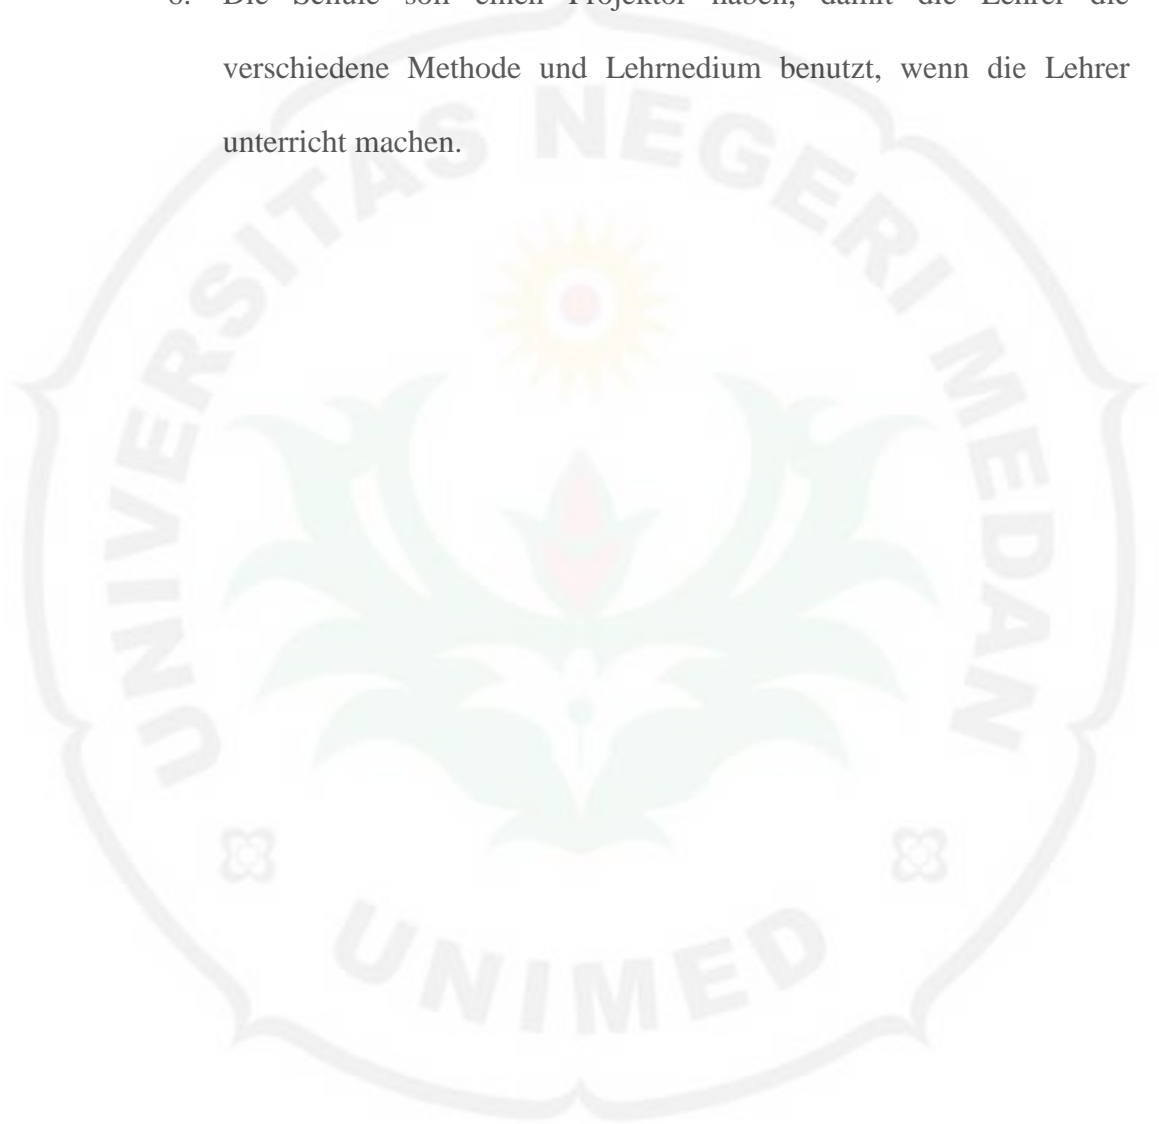 Die Schule soll einen Projektor haben, damit die Lehrer die
verschiedene Methode und Lehrnedium benutzt, wenn die Lehrer
unterricht machen.
UNIVERSITAS NEGERI MEDAN
UNIMED